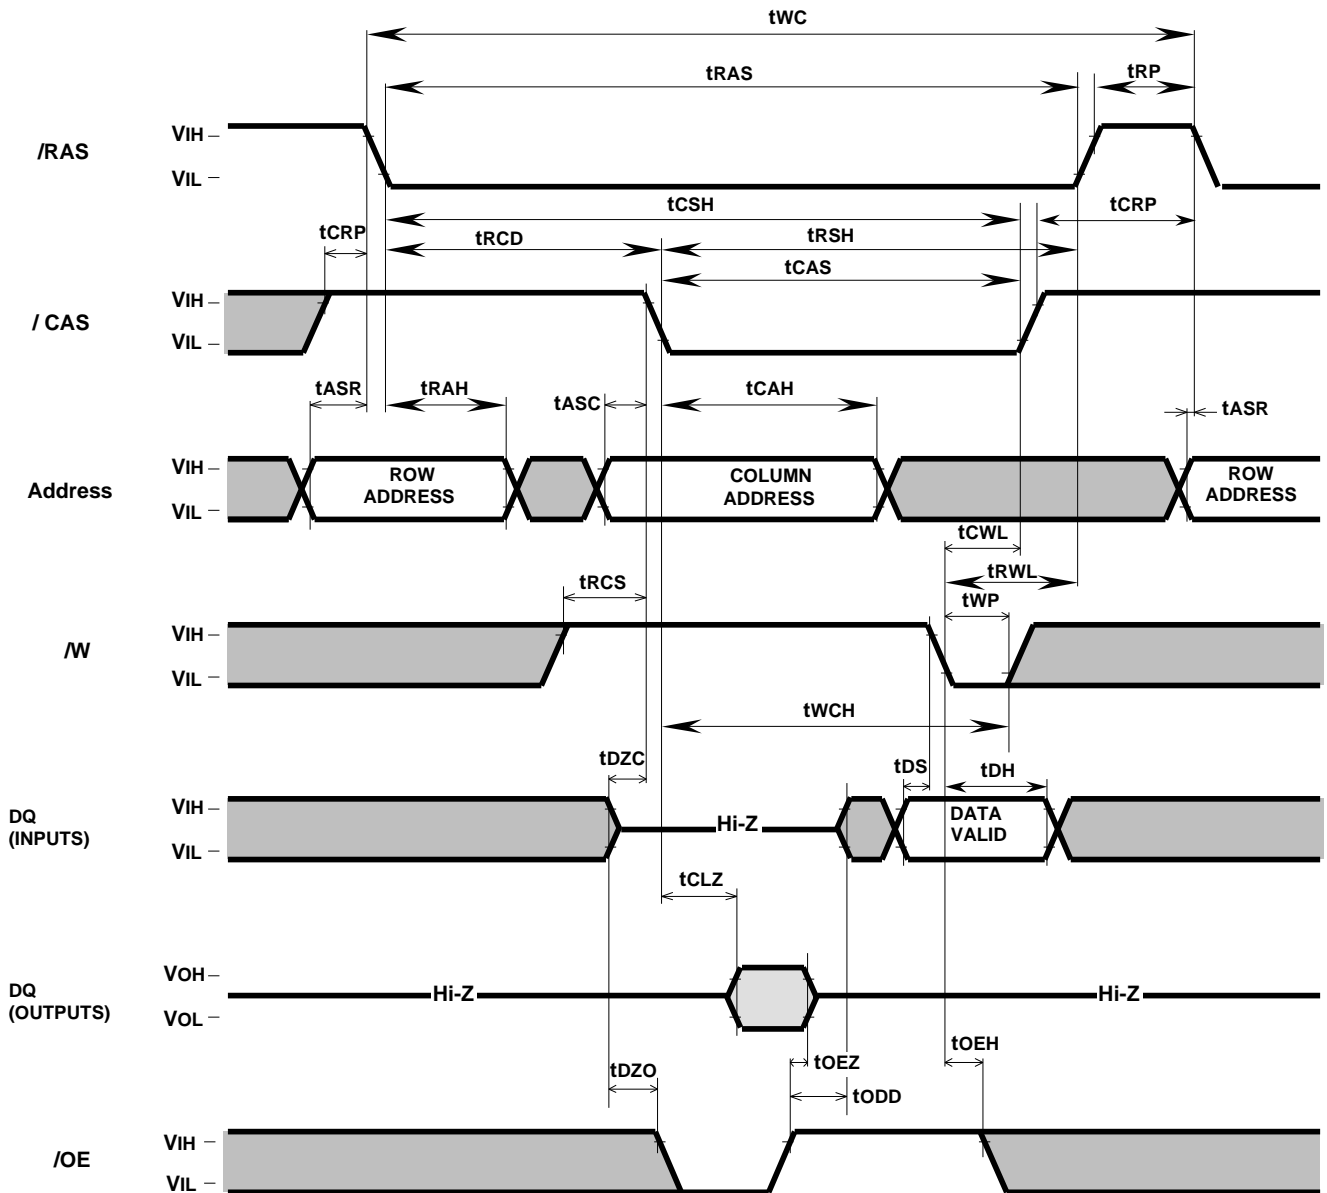 tWC
tRAS
tRP
/RAS
VIH
VIL
tCSH
tCRP
tCRP
tRCD
tRSH
tCAS
/ CAS
VIH
VIL
tASR
tRAH
tASC
tCAH
tASR
Address
VIH
VIL
ROW
ADDRESS
COLUMN
ADDRESS
ROW
ADDRESS
tCWL
tRWL
tRCS
tWP
/W
VIH
VIL
tWCH
tDZC
tDS
tDH
DQ
(INPUTS)
VIH
VIL
Hi-Z
DATA
VALID
tCLZ
DQ
(OUTPUTS)
VOH
VOL
Hi-Z
Hi-Z
tOEZ
tOEH
tDZO
tODD
/OE
VIH
VIL